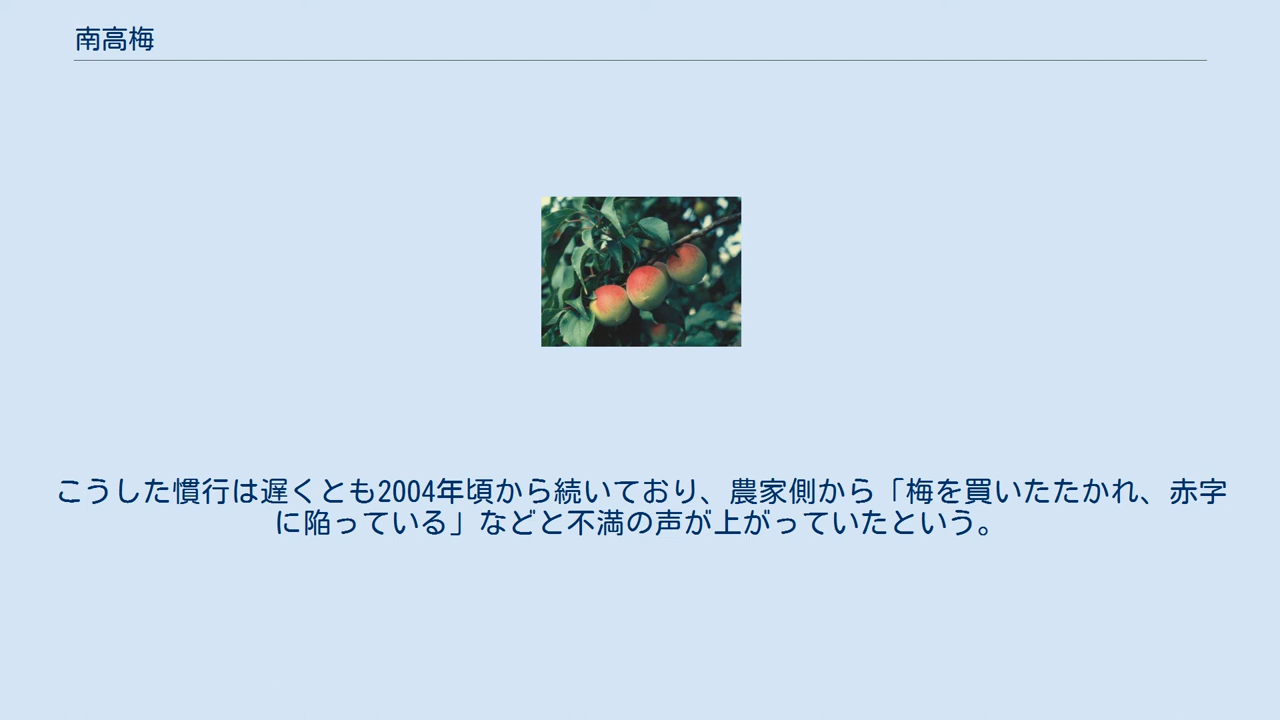 南高梅
こうした慣行は遅くとも2004年頃から続いており、農家側から「梅を買いたたかれ、赤字
に陥っている」などと不満の声が上がっていたという。